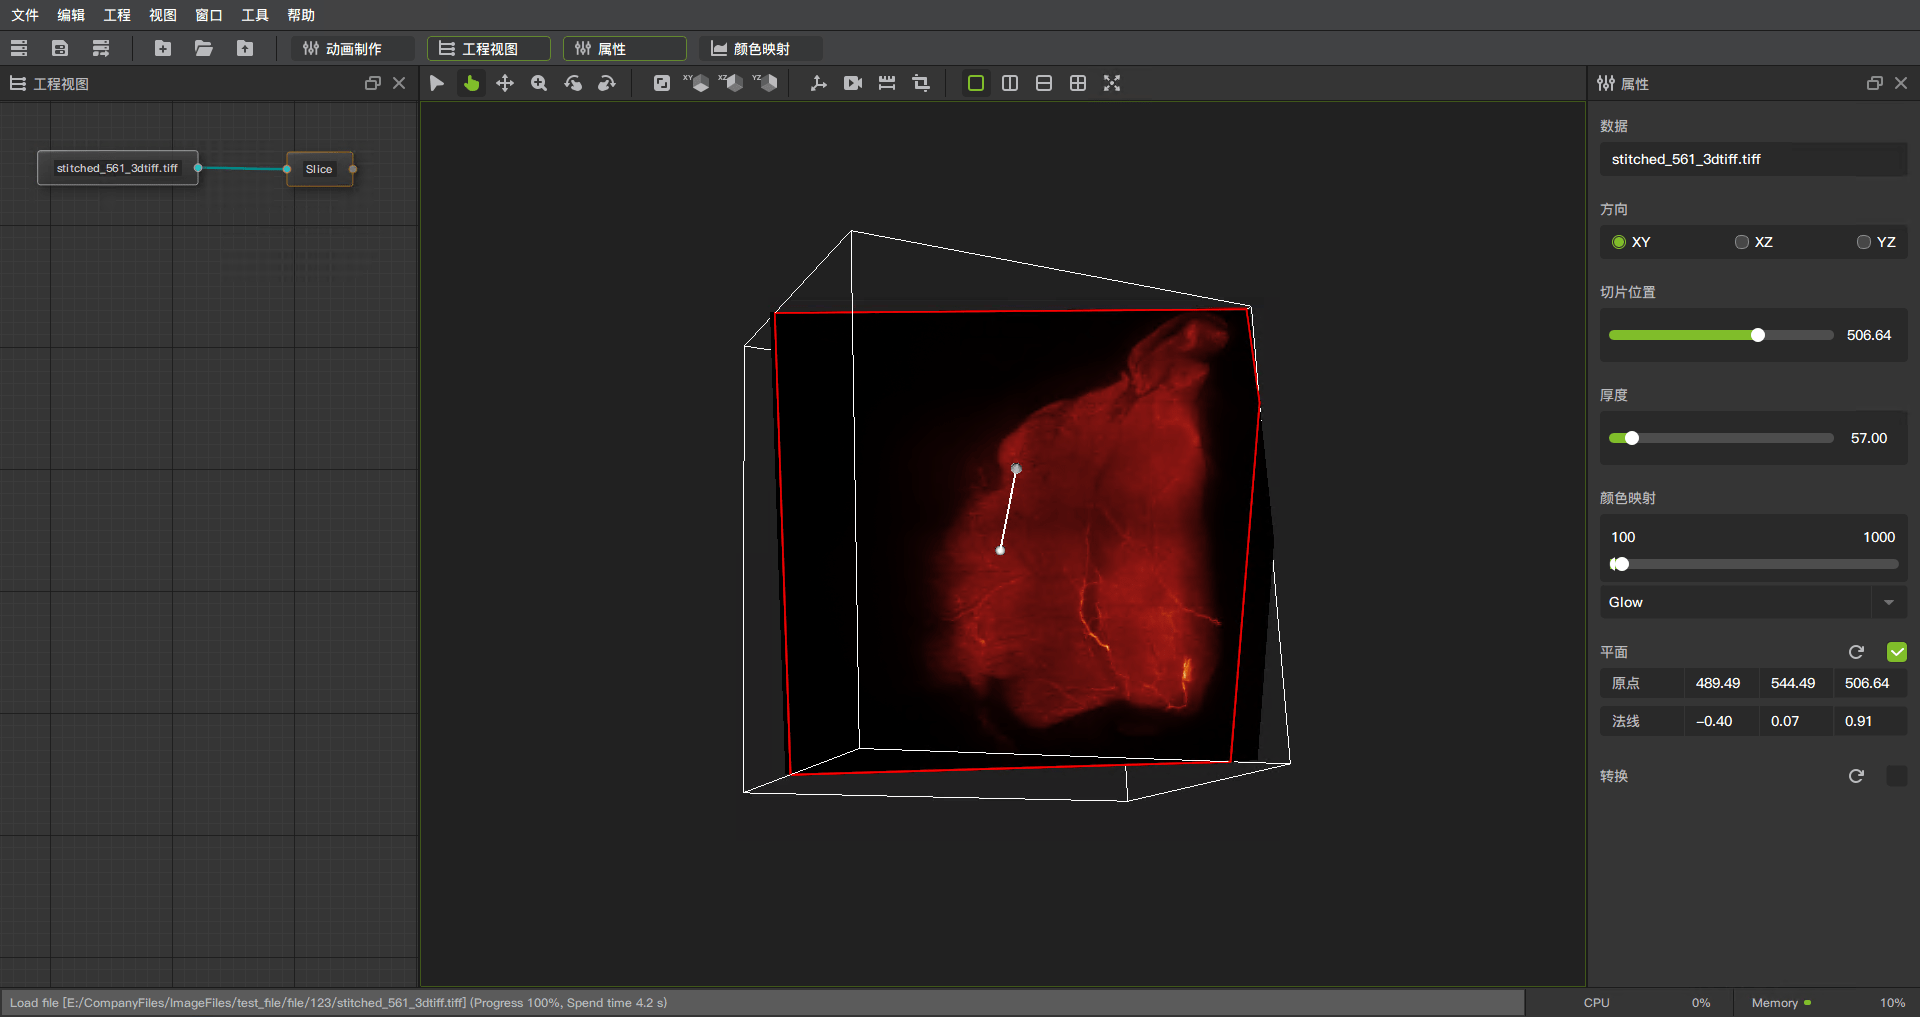 文件 编辑 工程 视图 窗口 工具 帮助
动画制作 工程视图 属性 颜色映射
工程视图
XY XZ YZ
属性
stitched_561_3dtiff.tiff
Slice
数据
stitched_561_3dtiff.tiff
方向
XY XZ YZ
切片位置
506.64
厚度
57.00
颜色映射
100 1000
Glow
平面
原点 489.49 544.49 506.64
法线 −0.40 0.07 0.91
转换
Load file [E:/CompanyFiles/ImageFiles/test_file/file/123/stitched_561_3dtiff.tiff] (Progress 100%, Spend time 4.2 s)
CPU 0% Memory 10%